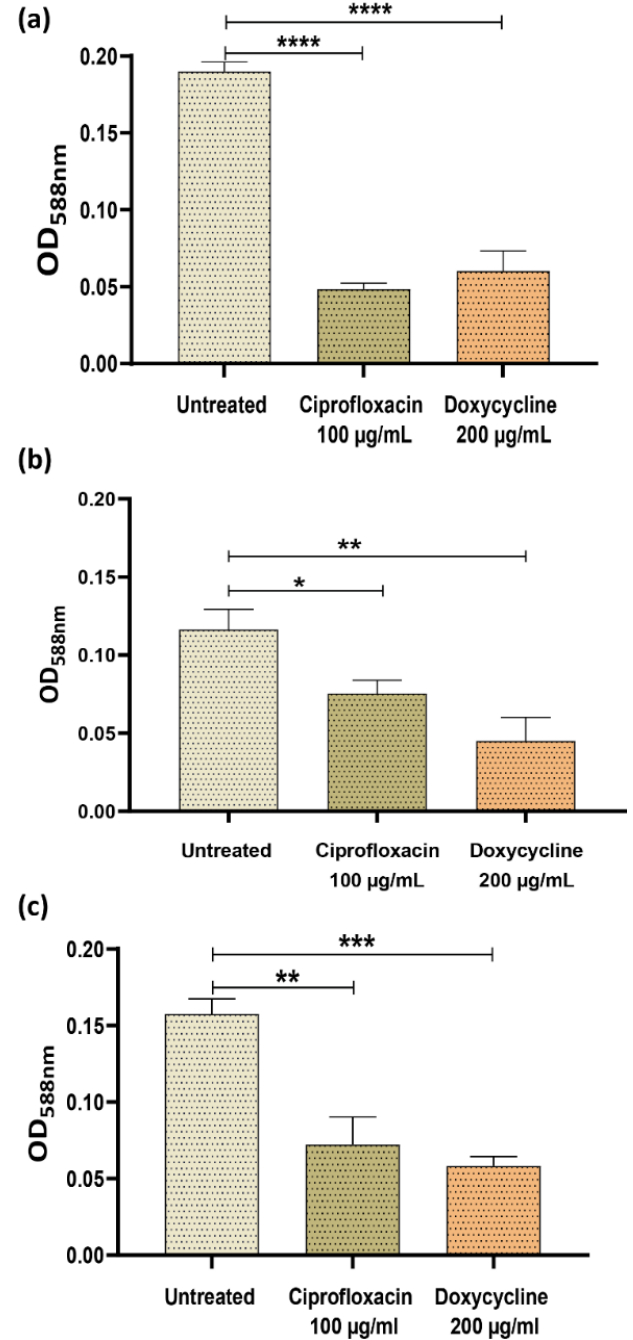 (a)
****
****
0.20
0.15
0.10
0.05
0.00
OD588nm
Untreated
Ciprofloxacin
100 µg/mL
Doxycycline
200 µg/mL
(b)
0.20
0.15
0.10
0.05
0.00
OD588nm
**
*
Untreated
Ciprofloxacin
100 µg/mL
Doxycycline
200 µg/mL
(c)
0.20
0.15
0.10
0.05
0.00
OD588nm
***
**
Untreated
Ciprofloxacin
100 µg/ml
Doxycycline
200 µg/ml